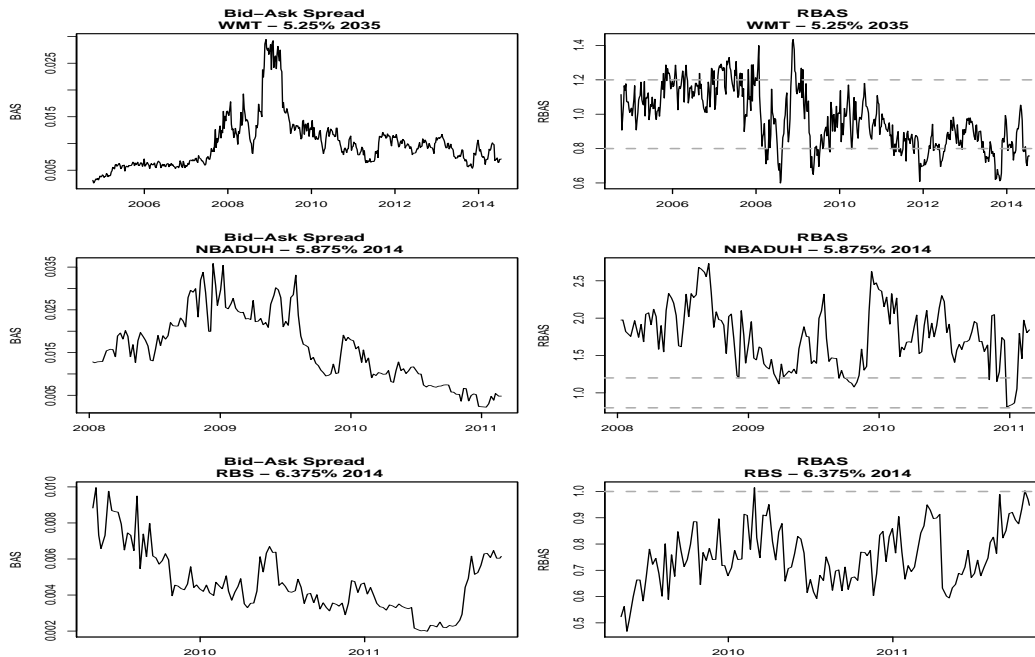 Bid–Ask Spread
WMT – 5.25% 2035
BAS
0.005 0.015 0.025
2006 2008 2010 2012 2014
RBAS
WMT – 5.25% 2035
RBAS
0.6 0.8 1.0 1.2 1.4
2006 2008 2010 2012 2014
Bid–Ask Spread
NBADUH – 5.875% 2014
BAS
0.005 0.015 0.025 0.035
2008 2009 2010 2011
RBAS
NBADUH – 5.875% 2014
RBAS
1.0 1.5 2.0 2.5
2008 2009 2010 2011
Bid–Ask Spread
RBS – 6.375% 2014
BAS
0.002 0.004 0.006 0.008 0.010
2010 2011
RBAS
RBS – 6.375% 2014
RBAS
0.5 0.6 0.7 0.8 0.9 1.0
2010 2011